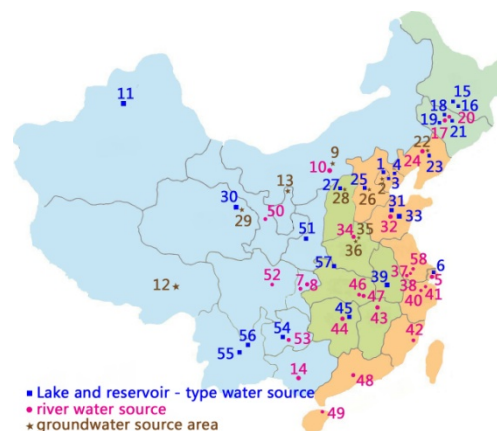 15
18 16
11
19 20
17 21
22
9 24 23
10 1 4
13 27 25 2 3
28 26
30 31
29 50 32 33
34 35
51 36
57 58 6
12 52 7 8 39 37 5
46 38 41
47 40
45 43
54 44 42
56 53
55
14 48
Lake and reservoir - type water source
river water source 49
groundwater source area